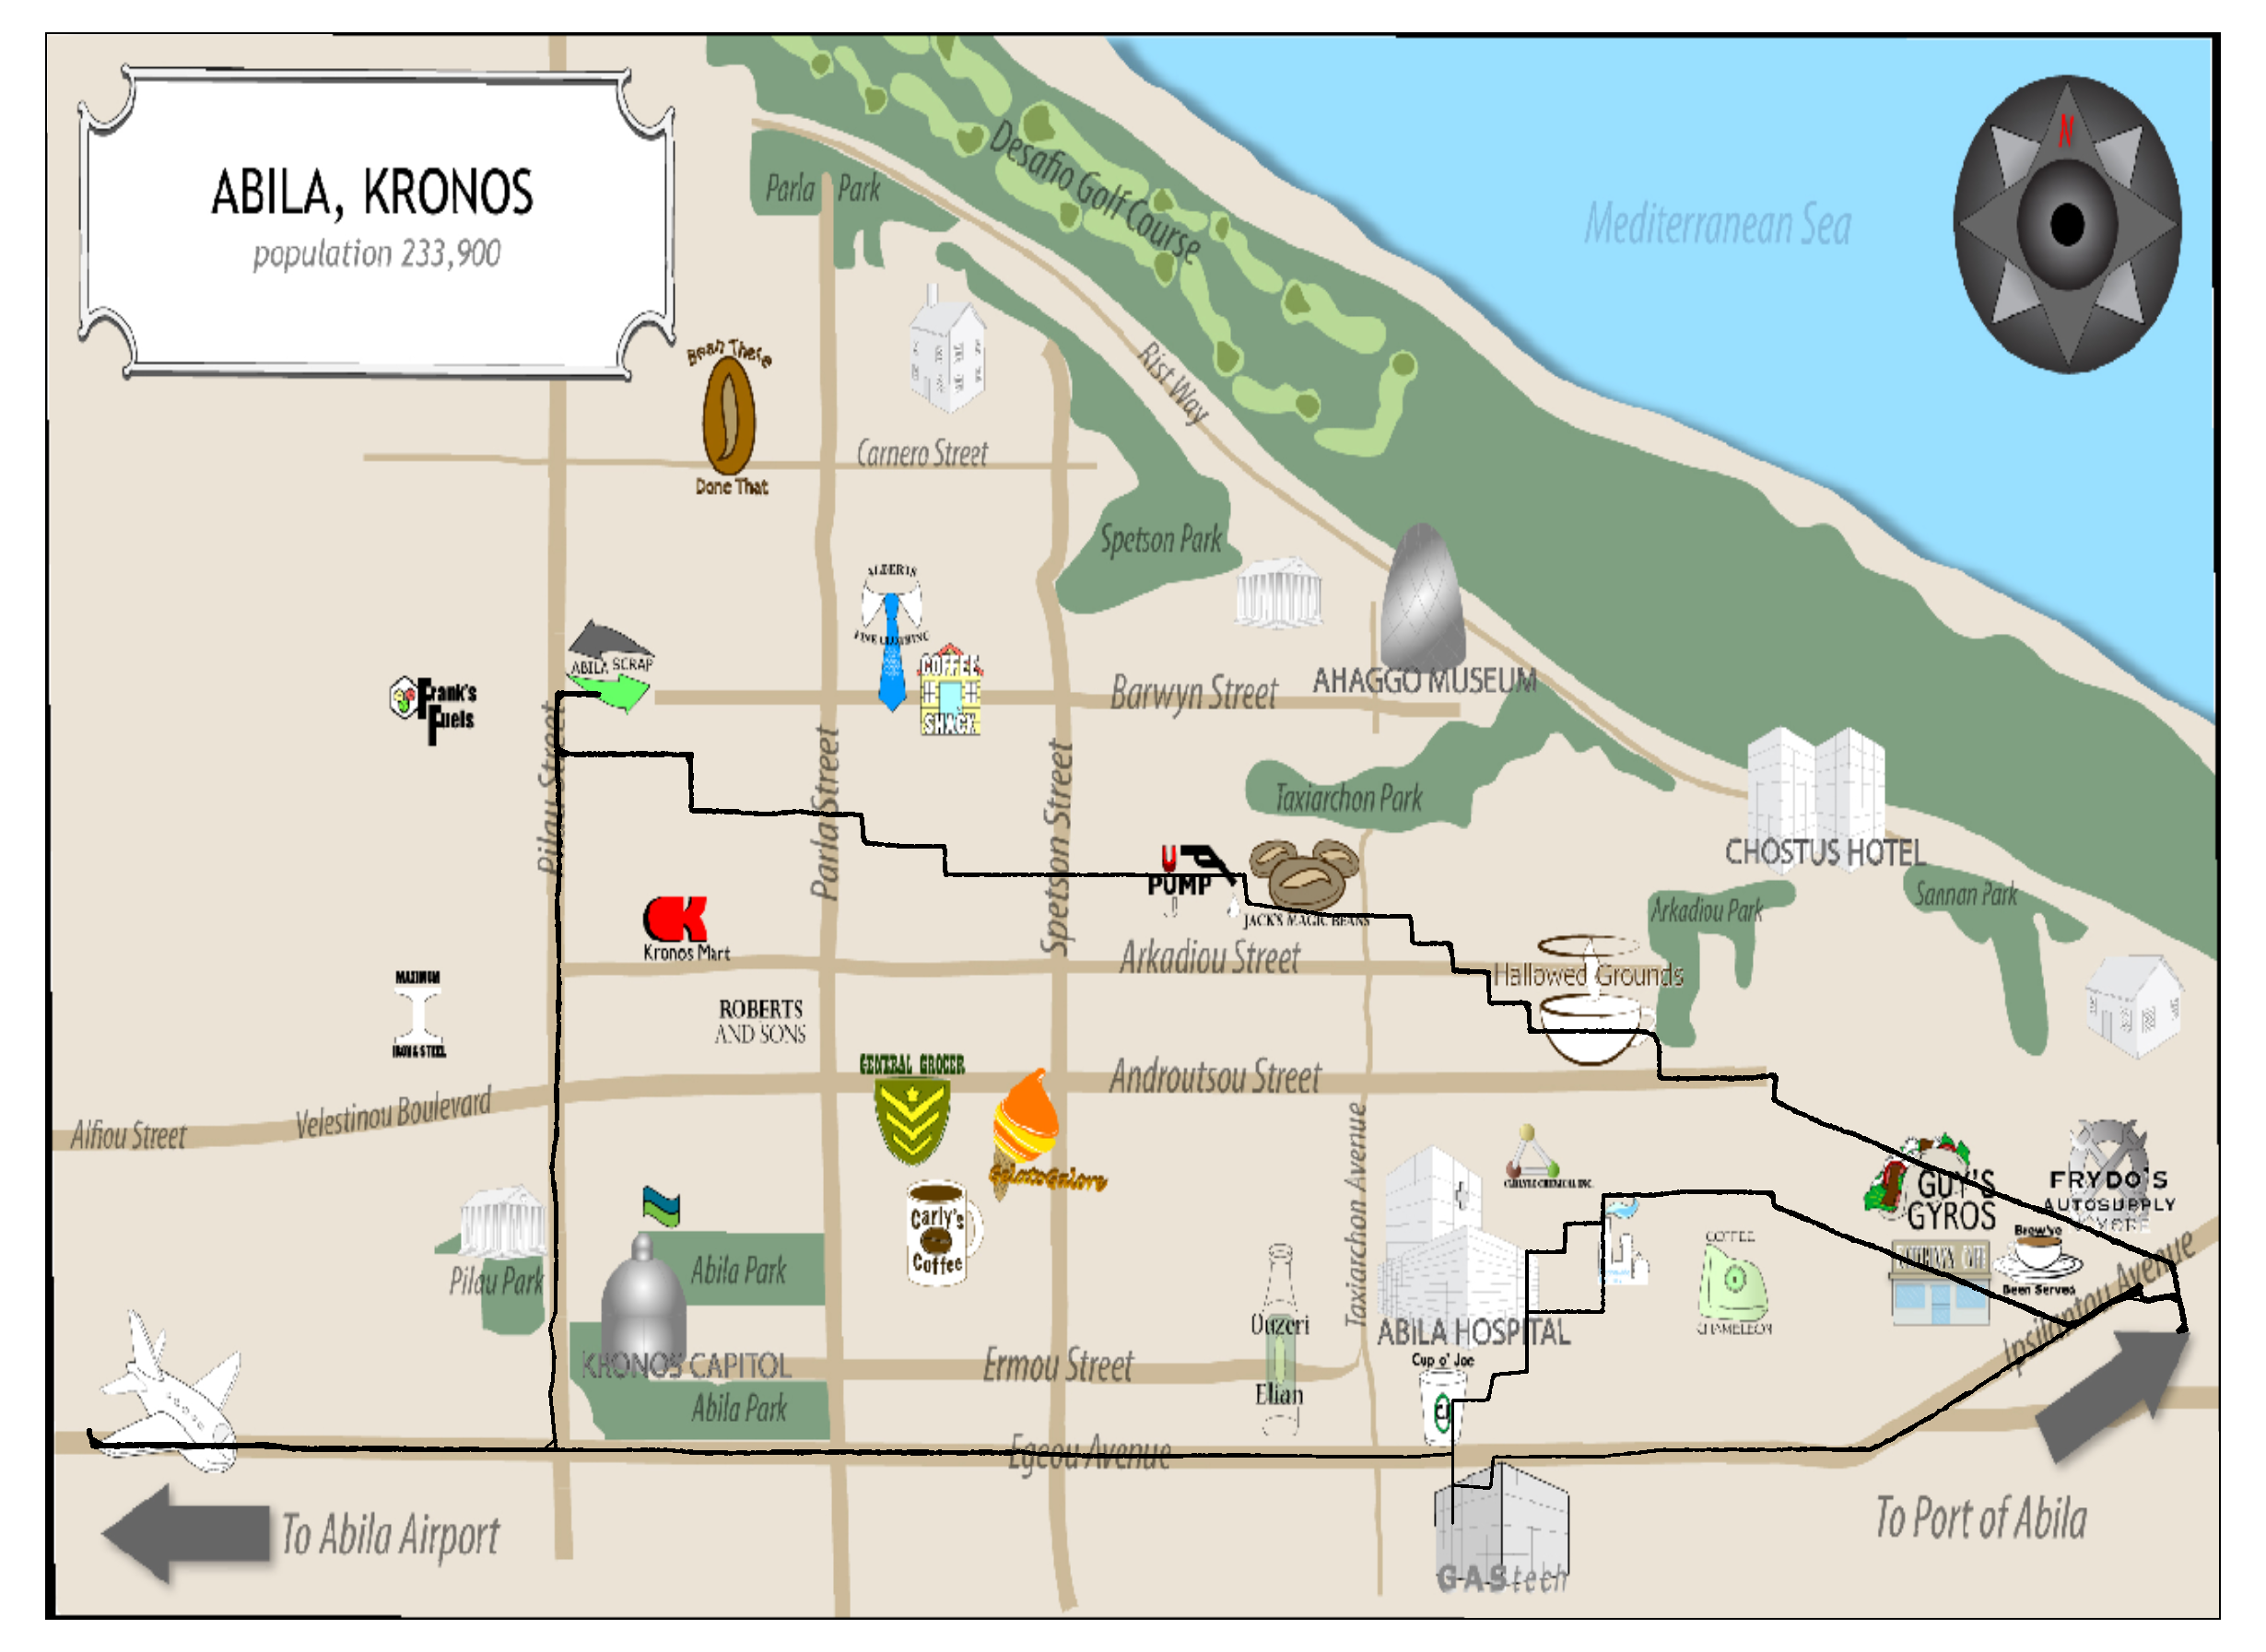 ABILA, KRONOS
population 233,900
N
Mediterranean Sea
Desafio Golf Course
Parla Park
Rist Way
Bean There
Done That
Carnero Street
Spetson Park
ALBERTS
FINE CLOTHING
COFFEE
SHACK
ABILA SCRAP
Frank's
Fuels
Barwyn Street
AHAGGO MUSEUM
Pilau Street
Parla Street
Spetson Street
Taxiarchon Park
CHOSTUS HOTEL
U
PUMP
JACK'S MAGIC BEANS
Arkadiou Park
Sannan Park
Kronos Mart
Arkadiou Street
Hallowed Grounds
MAXIMUM
IRON & STEEL
ROBERTS
AND SONS
GENERAL GROCER
Androutsou Street
Alfiou Street
Velestinou Boulevard
GelatoGalore
Taxiarchon Avenue
Carly's
Coffee
GUY'S
GYROS
FRYDO'S
AUTOSUPPLY
Brew've
Been Served
COFFEE
CHAMELEON
Ipsilantou Avenue
Pilau Park
Abila Park
Ouzeri
Elian
ABILA HOSPITAL
Cup o' Joe
CJ
KRONOS CAPITOL
Ermou Street
Abila Park
Egeou Avenue
To Abila Airport
GAStech
To Port of Abila